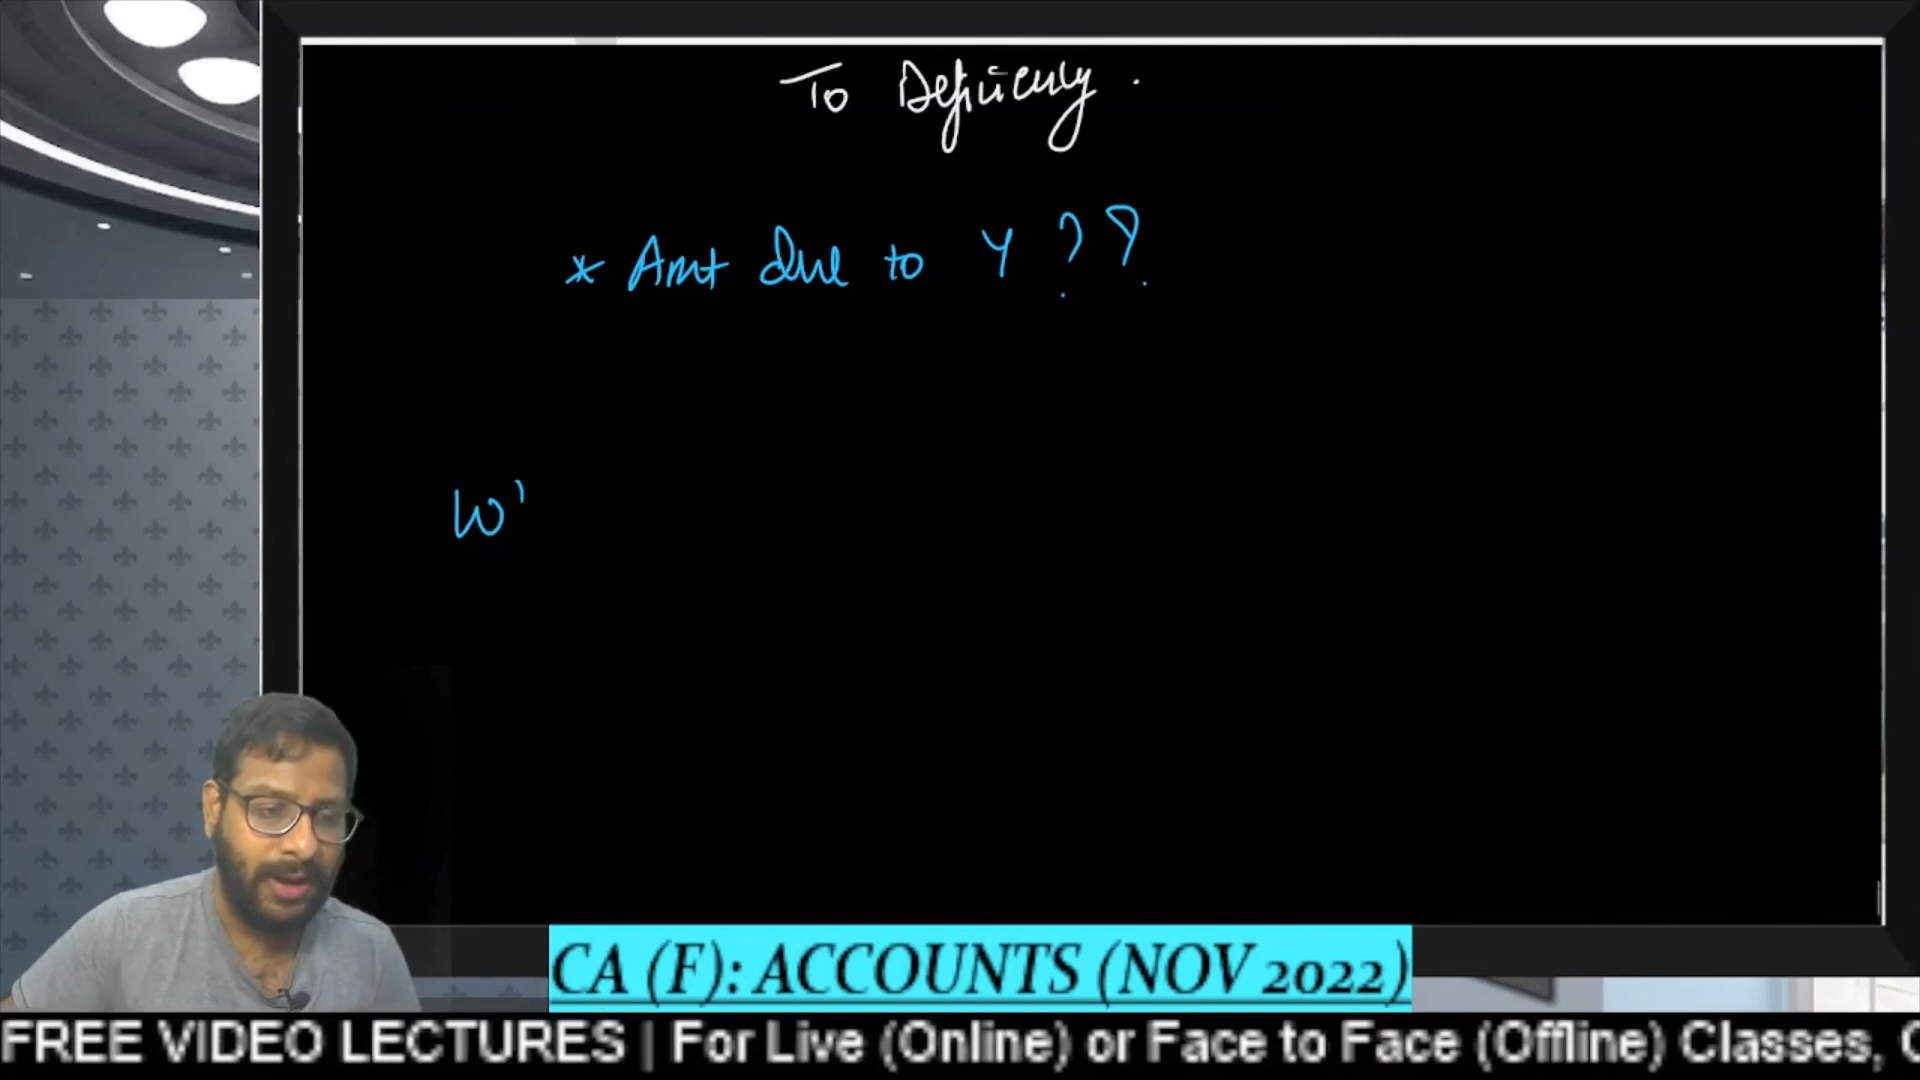 To Deficiency.
* Amt due to Y ??
W'
CA (F): ACCOUNTS (NOV 2022)
FREE VIDEO LECTURES | For Live (Online) or Face to Face (Offline) Classes,